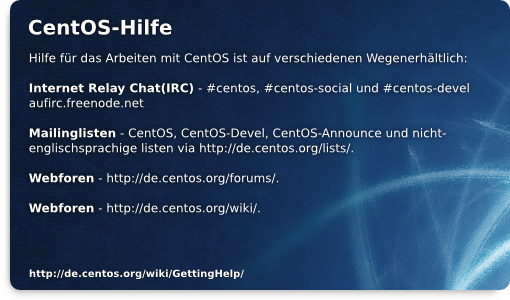 CentOS-Hilfe
Hilfe für das Arbeiten mit CentOS ist auf verschiedenen Wegenerhältlich:
Internet Relay Chat(IRC) - #centos, #centos-social und #centos-devel
aufirc.freenode.net
Mailinglisten - CentOS, CentOS-Devel, CentOS-Announce und nicht-
englischsprachige listen via http://de.centos.org/lists/.
Webforen - http://de.centos.org/forums/.
Webforen - http://de.centos.org/wiki/.
http://de.centos.org/wiki/GettingHelp/